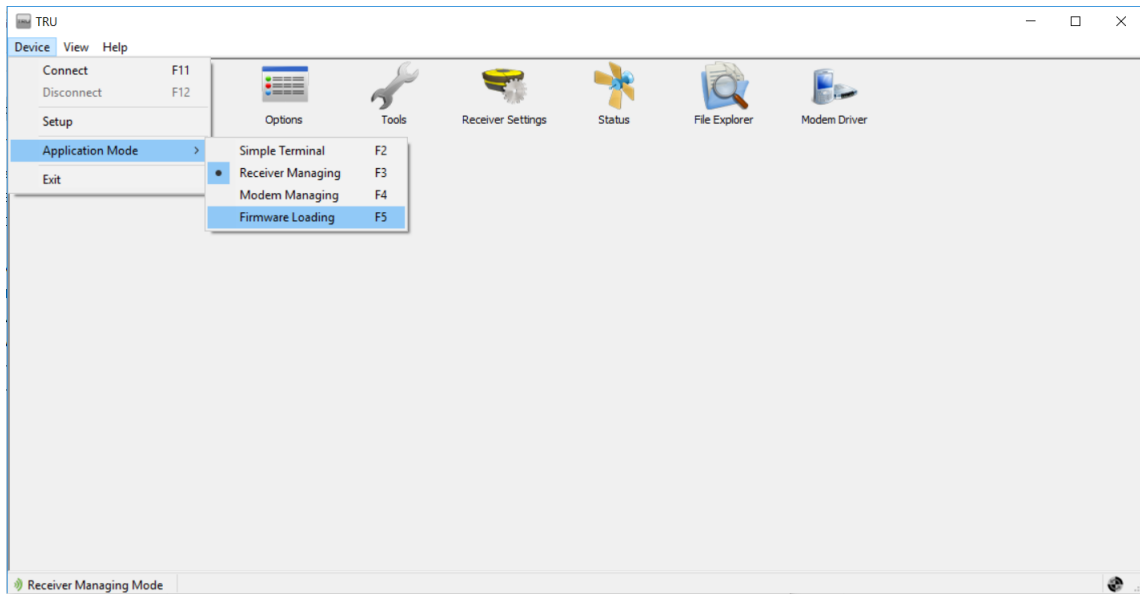 TRU
Device View Help
Connect F11
Disconnect F12
Setup
Application Mode
Exit
Simple Terminal F2
Receiver Managing F3
Modem Managing F4
Firmware Loading F5
Options Tools Receiver Settings Status File Explorer Modem Driver
Receiver Managing Mode